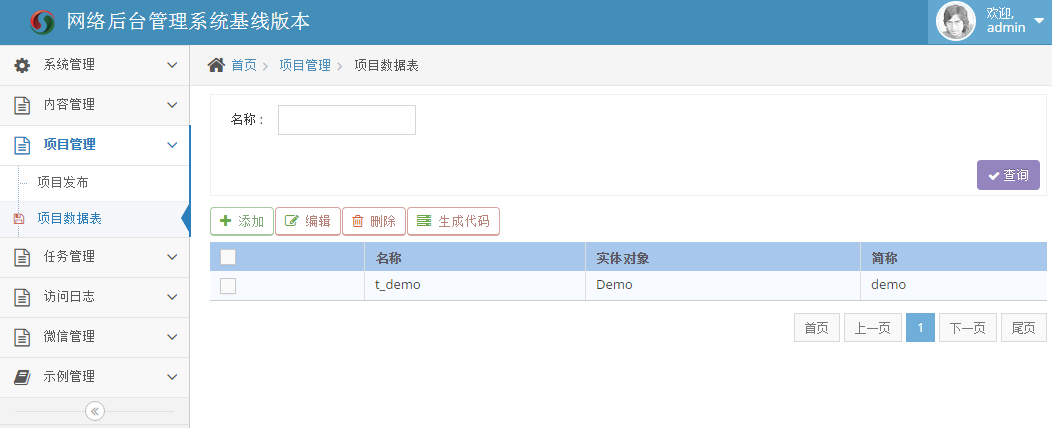 网络后台管理系统基线版本
欢迎,
admin
系统管理
内容管理
项目管理
项目发布
项目数据表
任务管理
访问日志
微信管理
示例管理
首页 项目管理 项目数据表
名称：
查询
添加 编辑 删除 生成代码
名称 实体对象 简称
t_demo Demo demo
首页 上一页 1 下一页 尾页